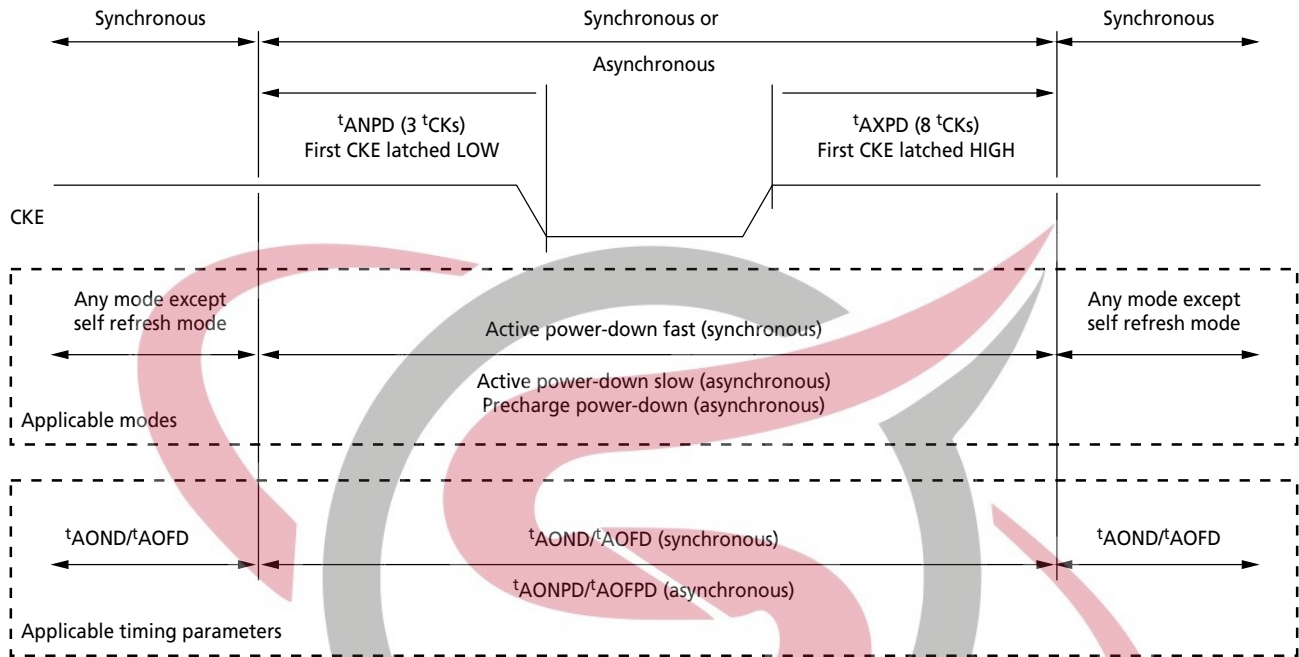 Synchronous
Synchronous or
Synchronous
Asynchronous
tANPD (3 tCKs)
First CKE latched LOW
tAXPD (8 tCKs)
First CKE latched HIGH
CKE
Any mode except
self refresh mode
Active power-down fast (synchronous)
Any mode except
self refresh mode
Active power-down slow (asynchronous)
Precharge power-down (asynchronous)
Applicable modes
tAOND/tAOFD
tAOND/tAOFD (synchronous)
tAOND/tAOFD
tAONPD/tAOFPD (asynchronous)
Applicable timing parameters